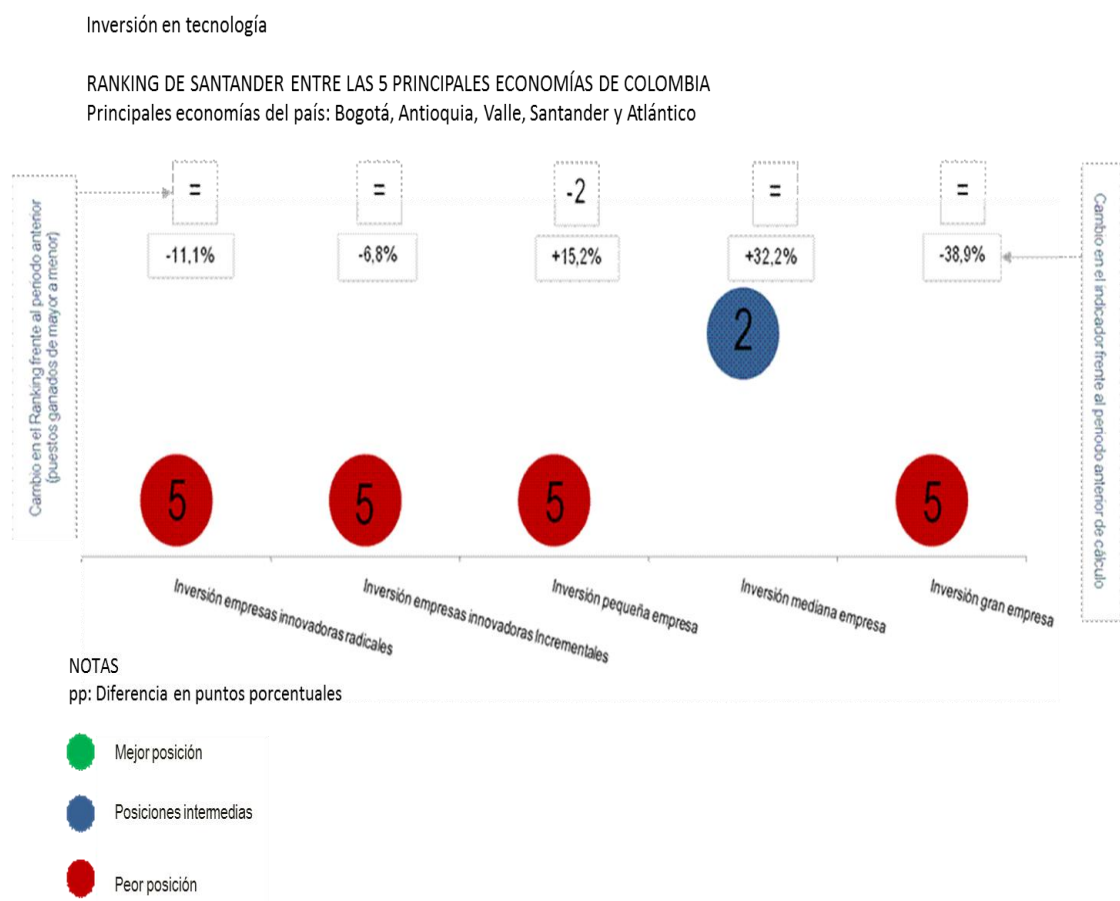 Inversión en tecnología
RANKING DE SANTANDER ENTRE LAS 5 PRINCIPALES ECONOMÍAS DE COLOMBIA
Principales economías del país: Bogotá, Antioquia, Valle, Santander y Atlántico
Cambio en el Ranking frente al periodo anterior
(puestos ganados de mayor a menor)
= = -2 = =
-11,1% -6,8% +15,2% +32,2% -38,9%
Cambio en el indicador frente al periodo anterior de cálculo
2
5 5 5 5
Inversión empresas innovadoras radicales
Inversión empresas innovadoras Incrementales
Inversión pequeña empresa
Inversión mediana empresa
Inversión gran empresa
NOTAS
pp: Diferencia en puntos porcentuales
Mejor posición
Posiciones intermedias
Peor posición